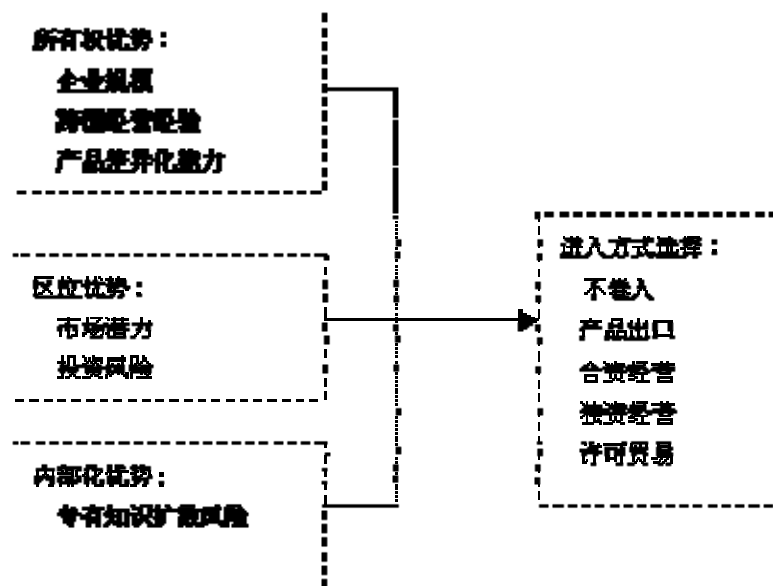 所有权优势：
企业规模
跨国经营经验
产品差异化能力
区位优势：
市场潜力
投资风险
内部化优势：
专有知识扩散风险
进入方式选择：
不卷入
产品出口
合资经营
独资经营
许可贸易